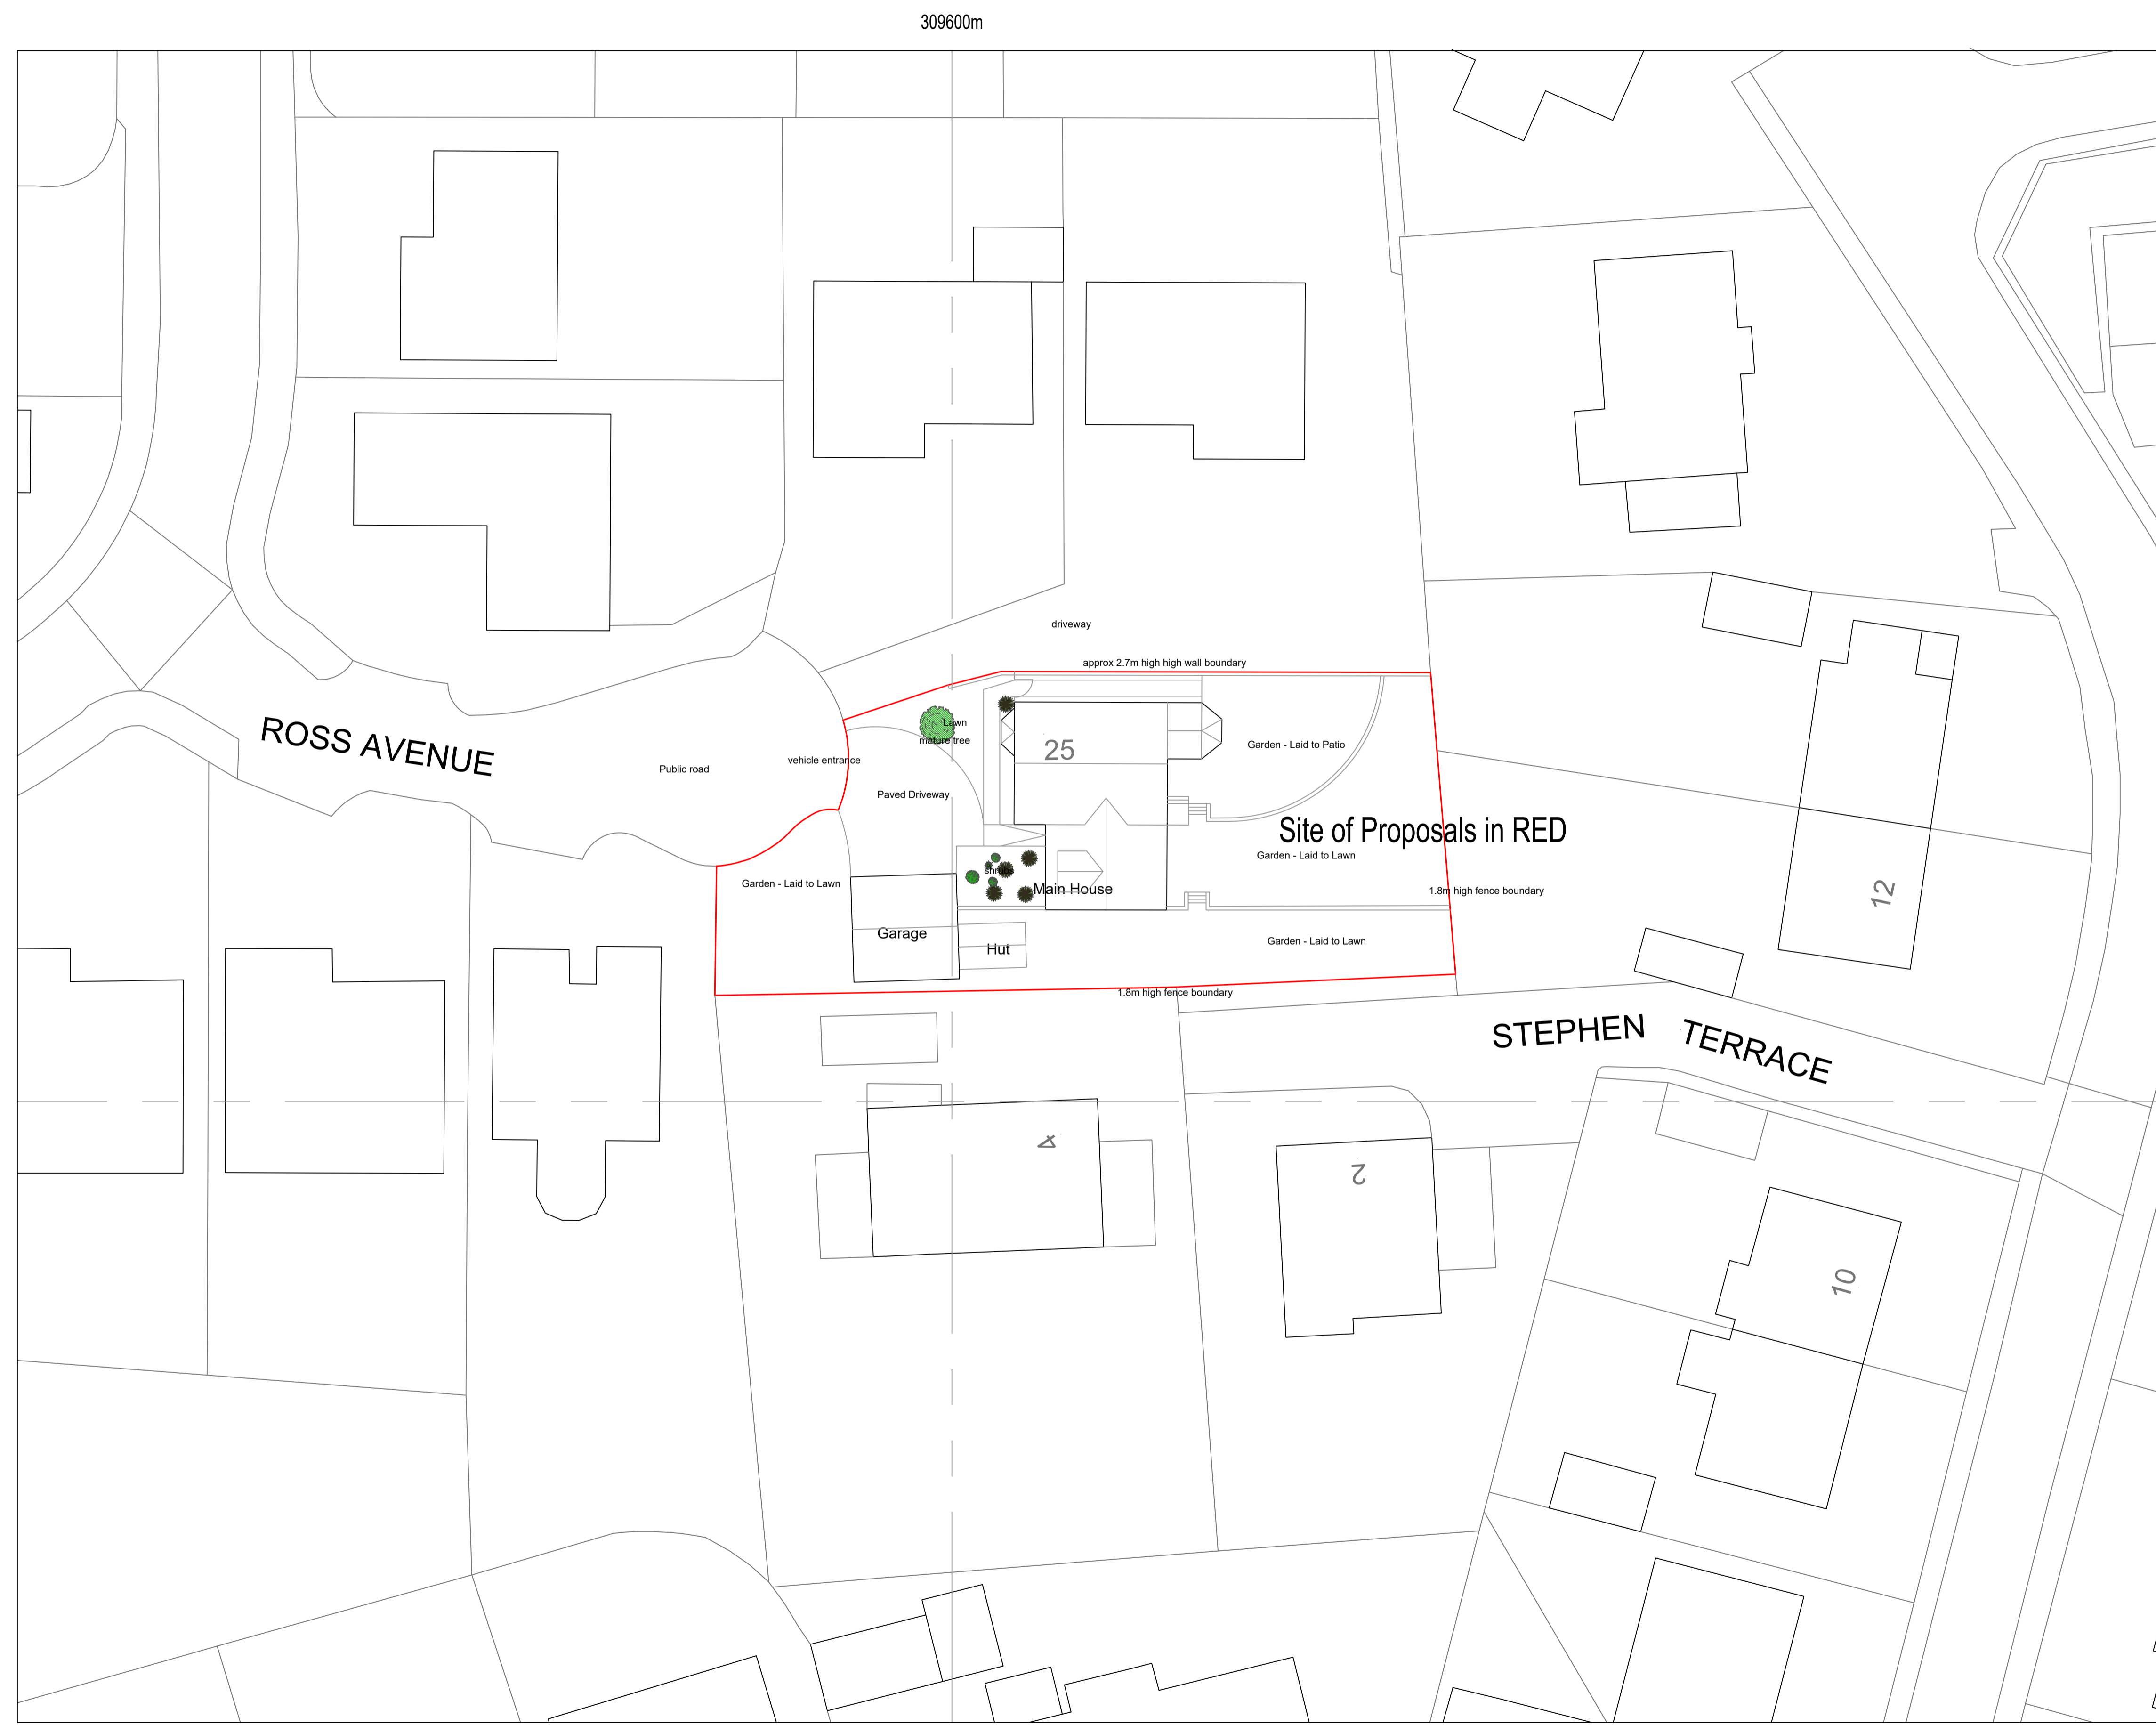 309600m
driveway
approx 2.7m high high wall boundary
Lawn
mature tree
25
Garden - Laid to Patio
ROSS AVENUE
Public road
vehicle entrance
Paved Driveway
Site of Proposals in RED
Garden - Laid to Lawn
shrubs
Garden - Laid to Lawn
Main House
1.8m high fence boundary
12
Garage
Hut
Garden - Laid to Lawn
1.8m high fence boundary
STEPHEN TERRACE
4
2
10